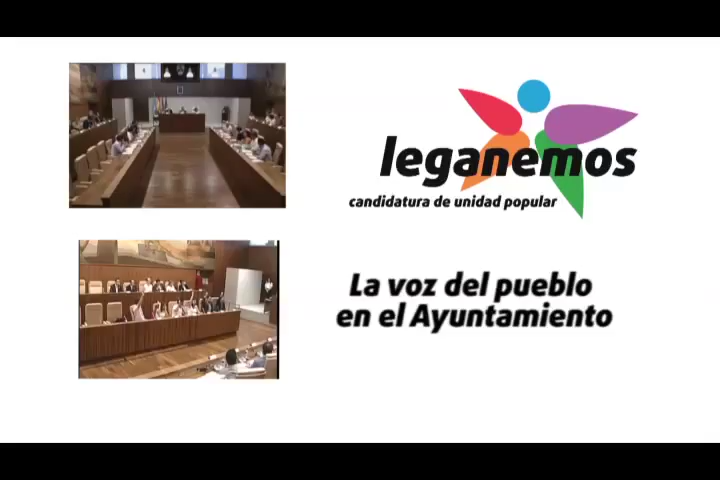 leganemos
candidatura de unidad popular
La voz del pueblo
en el Ayuntamiento